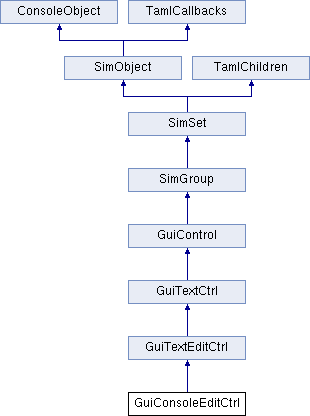 ConsoleObject
TamlCallbacks
SimObject
TamlChildren
SimSet
SimGroup
GuiControl
GuiTextCtrl
GuiTextEditCtrl
GuiConsoleEditCtrl